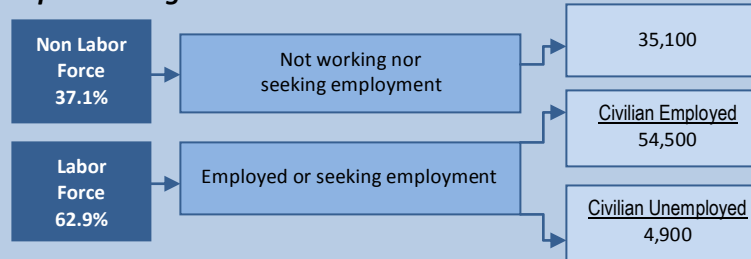 Non Labor
Force
37.1%
Not working nor
seeking employment
35,100
Labor
Force
62.9%
Employed or seeking employment
Civilian Employed
54,500
Civilian Unemployed
4,900